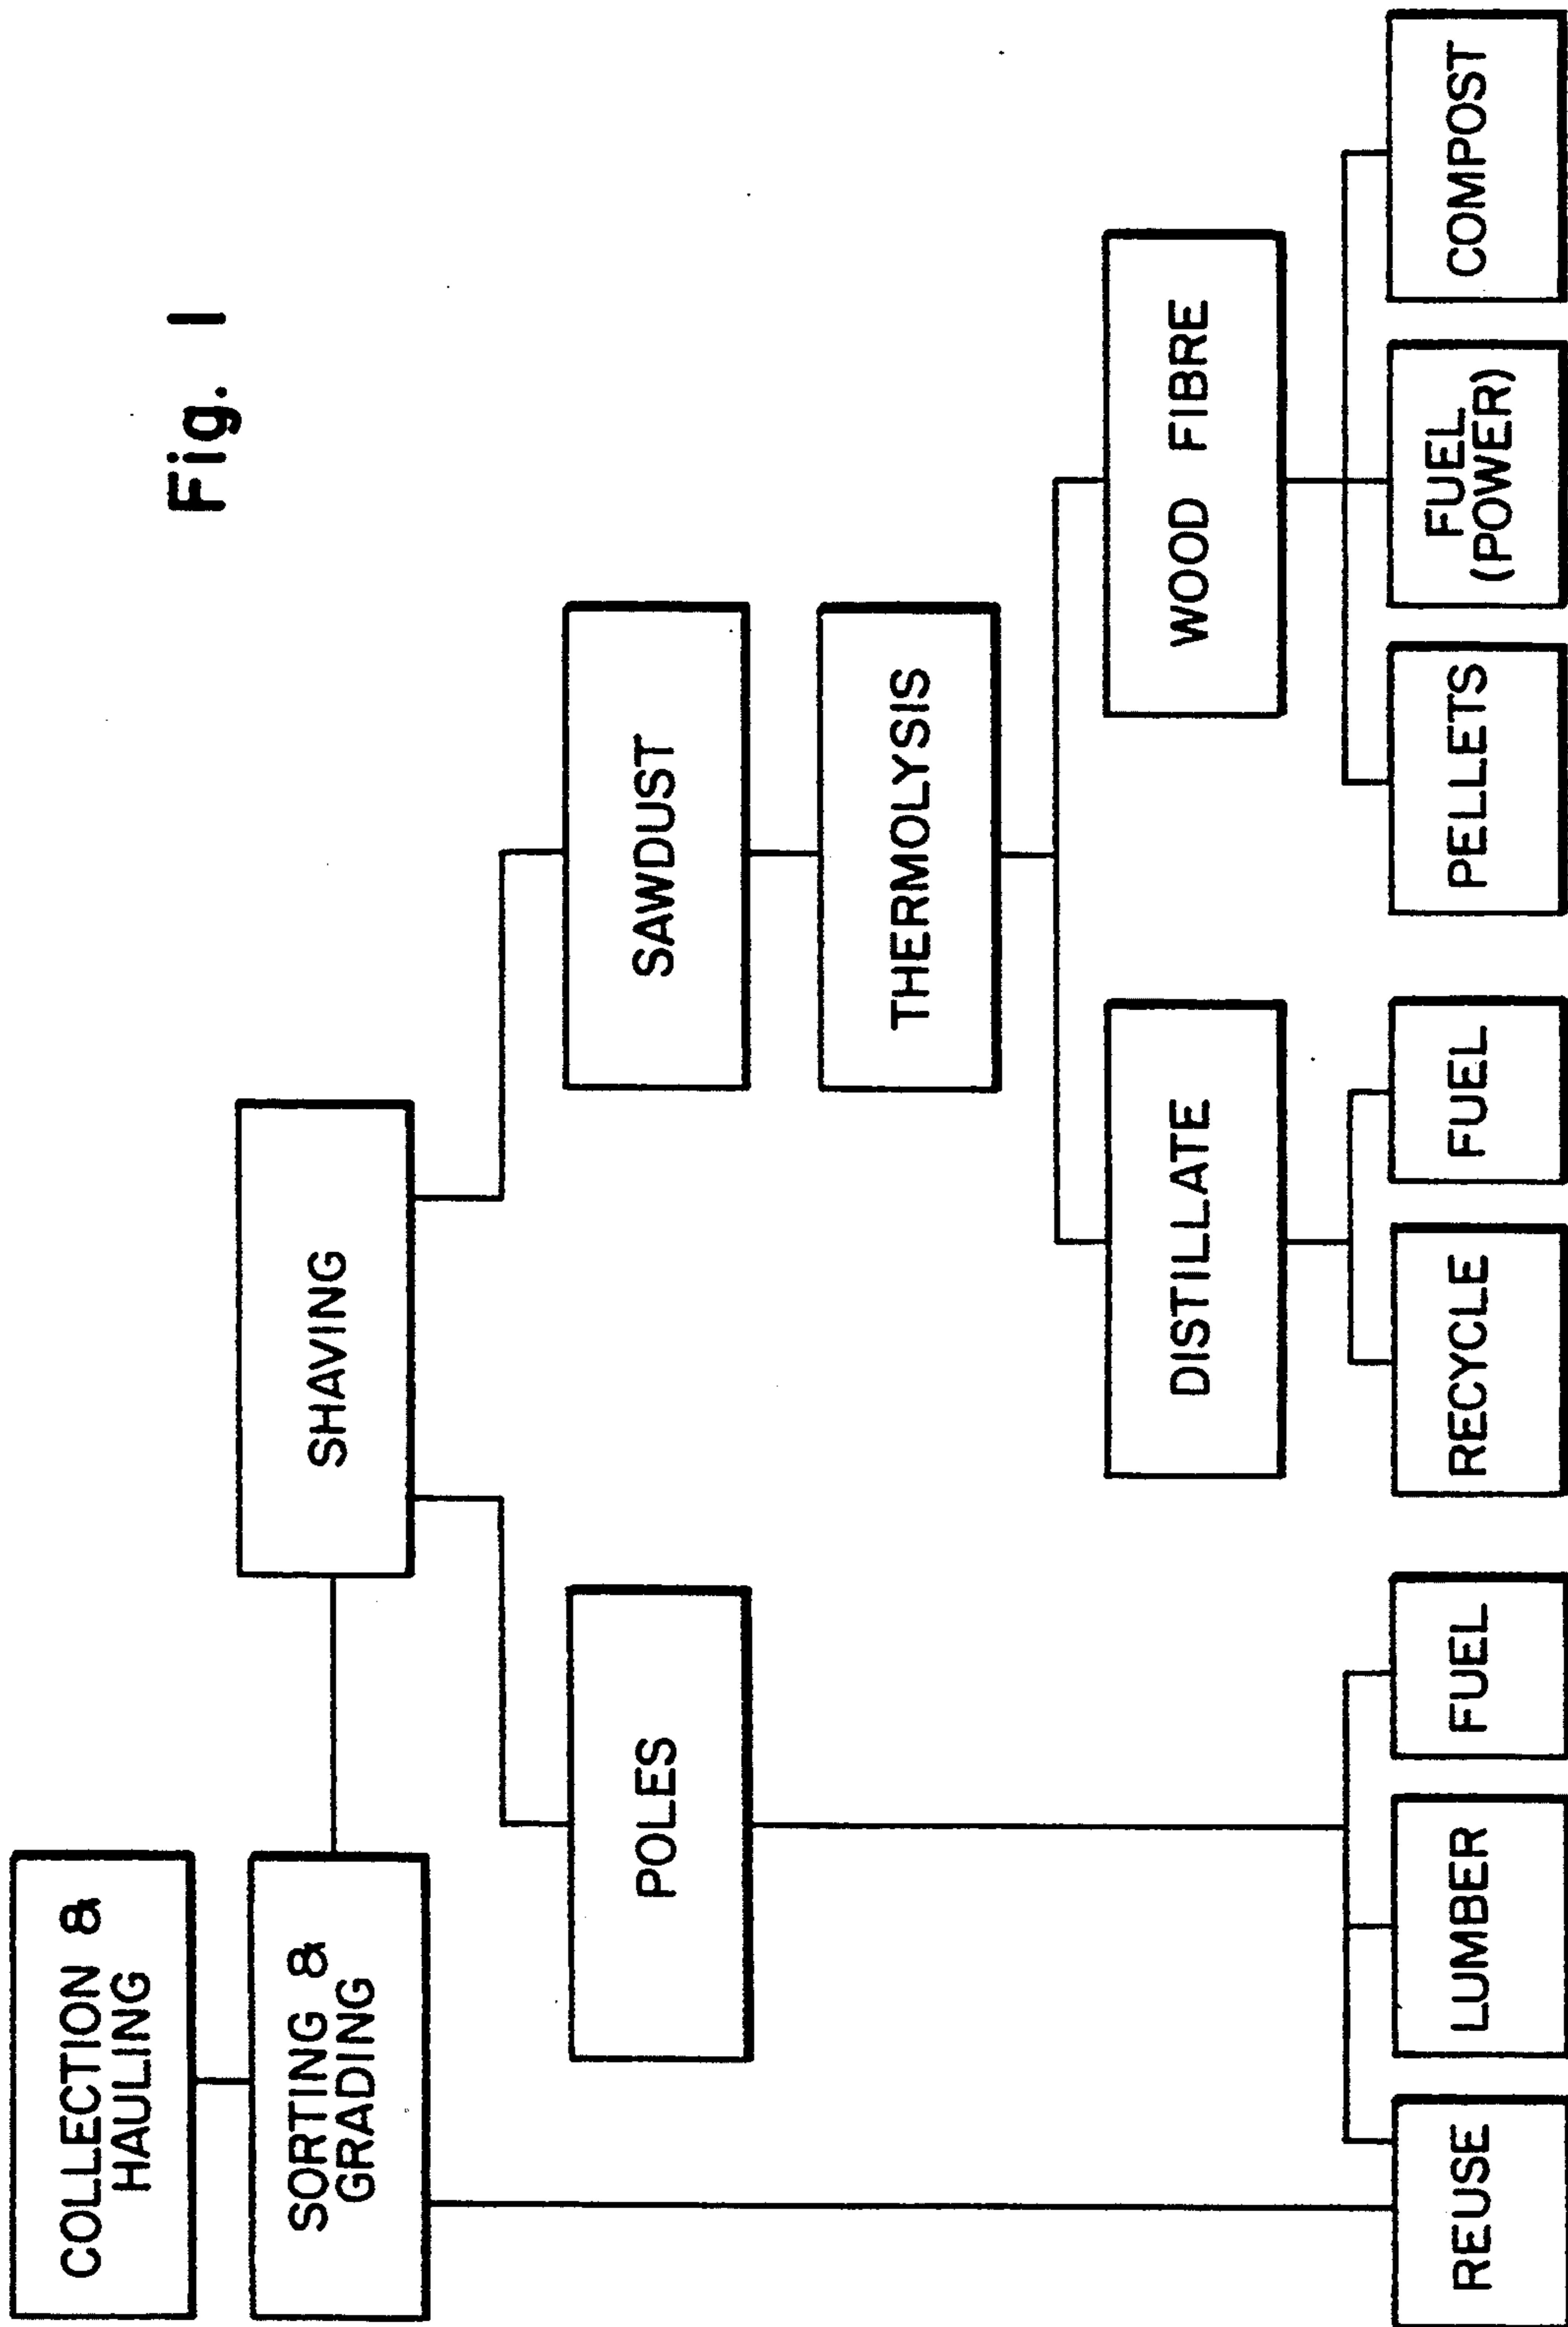 Fig. 1
COLLECTION &
HAULING
SORTING &
GRADING
SHAVING
POLES
SAWDUST
THERMOLYSIS
DISTILLATE
WOOD FIBRE
REUSE
LUMBER
FUEL
RECYCLE
FUEL
PELLETS
FUEL
(POWER)
COMPOST